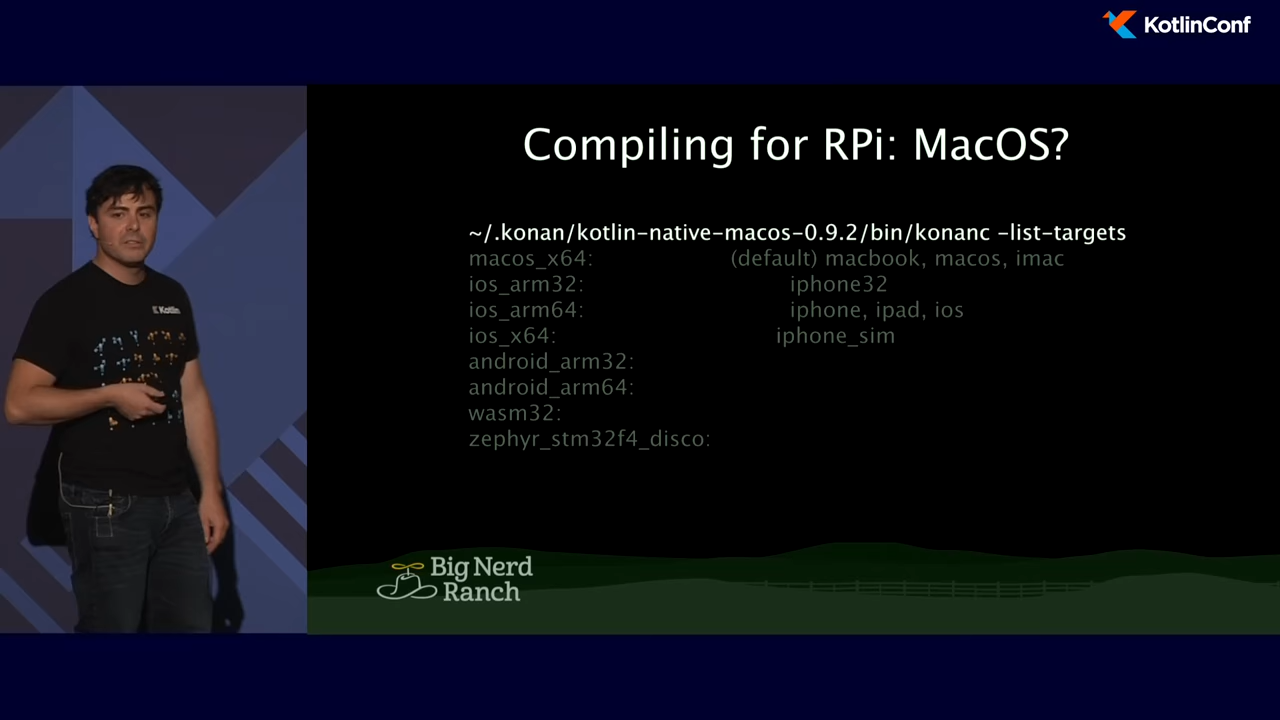 KotlinConf
Compiling for RPi: MacOS?
~/.konan/kotlin-native-macos-0.9.2/bin/konanc -list-targets
macos_x64: (default) macbook, macos, imac
ios_arm32: iphone32
ios_arm64: iphone, ipad, ios
ios_x64: iphone_sim
android_arm32:
android_arm64:
wasm32:
zephyr_stm32f4_disco:
Kotlin
Big Nerd
Ranch